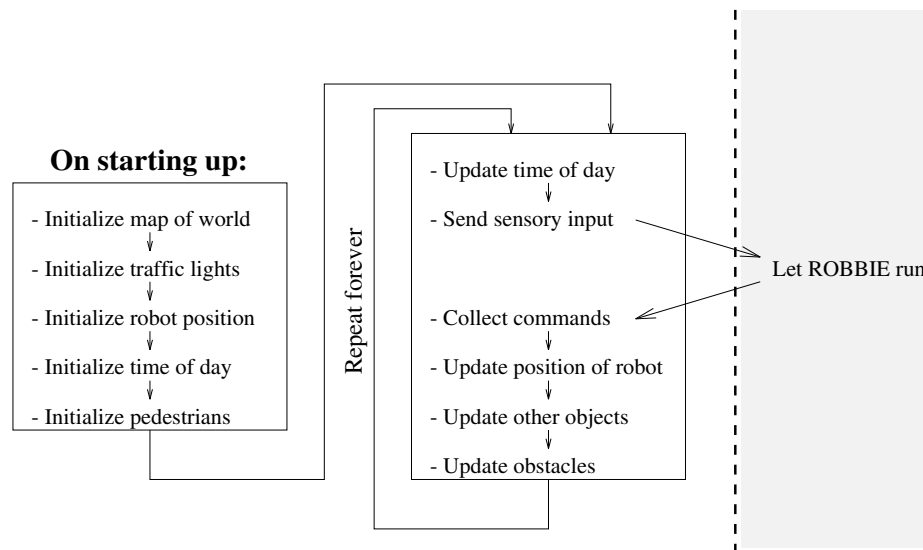 On starting up:
- Initialize map of world
- Initialize traffic lights
- Initialize robot position
- Initialize time of day
- Initialize pedestrians
Repeat forever
- Update time of day
- Send sensory input
- Collect commands
- Update position of robot
- Update other objects
- Update obstacles
Let ROBBIE run